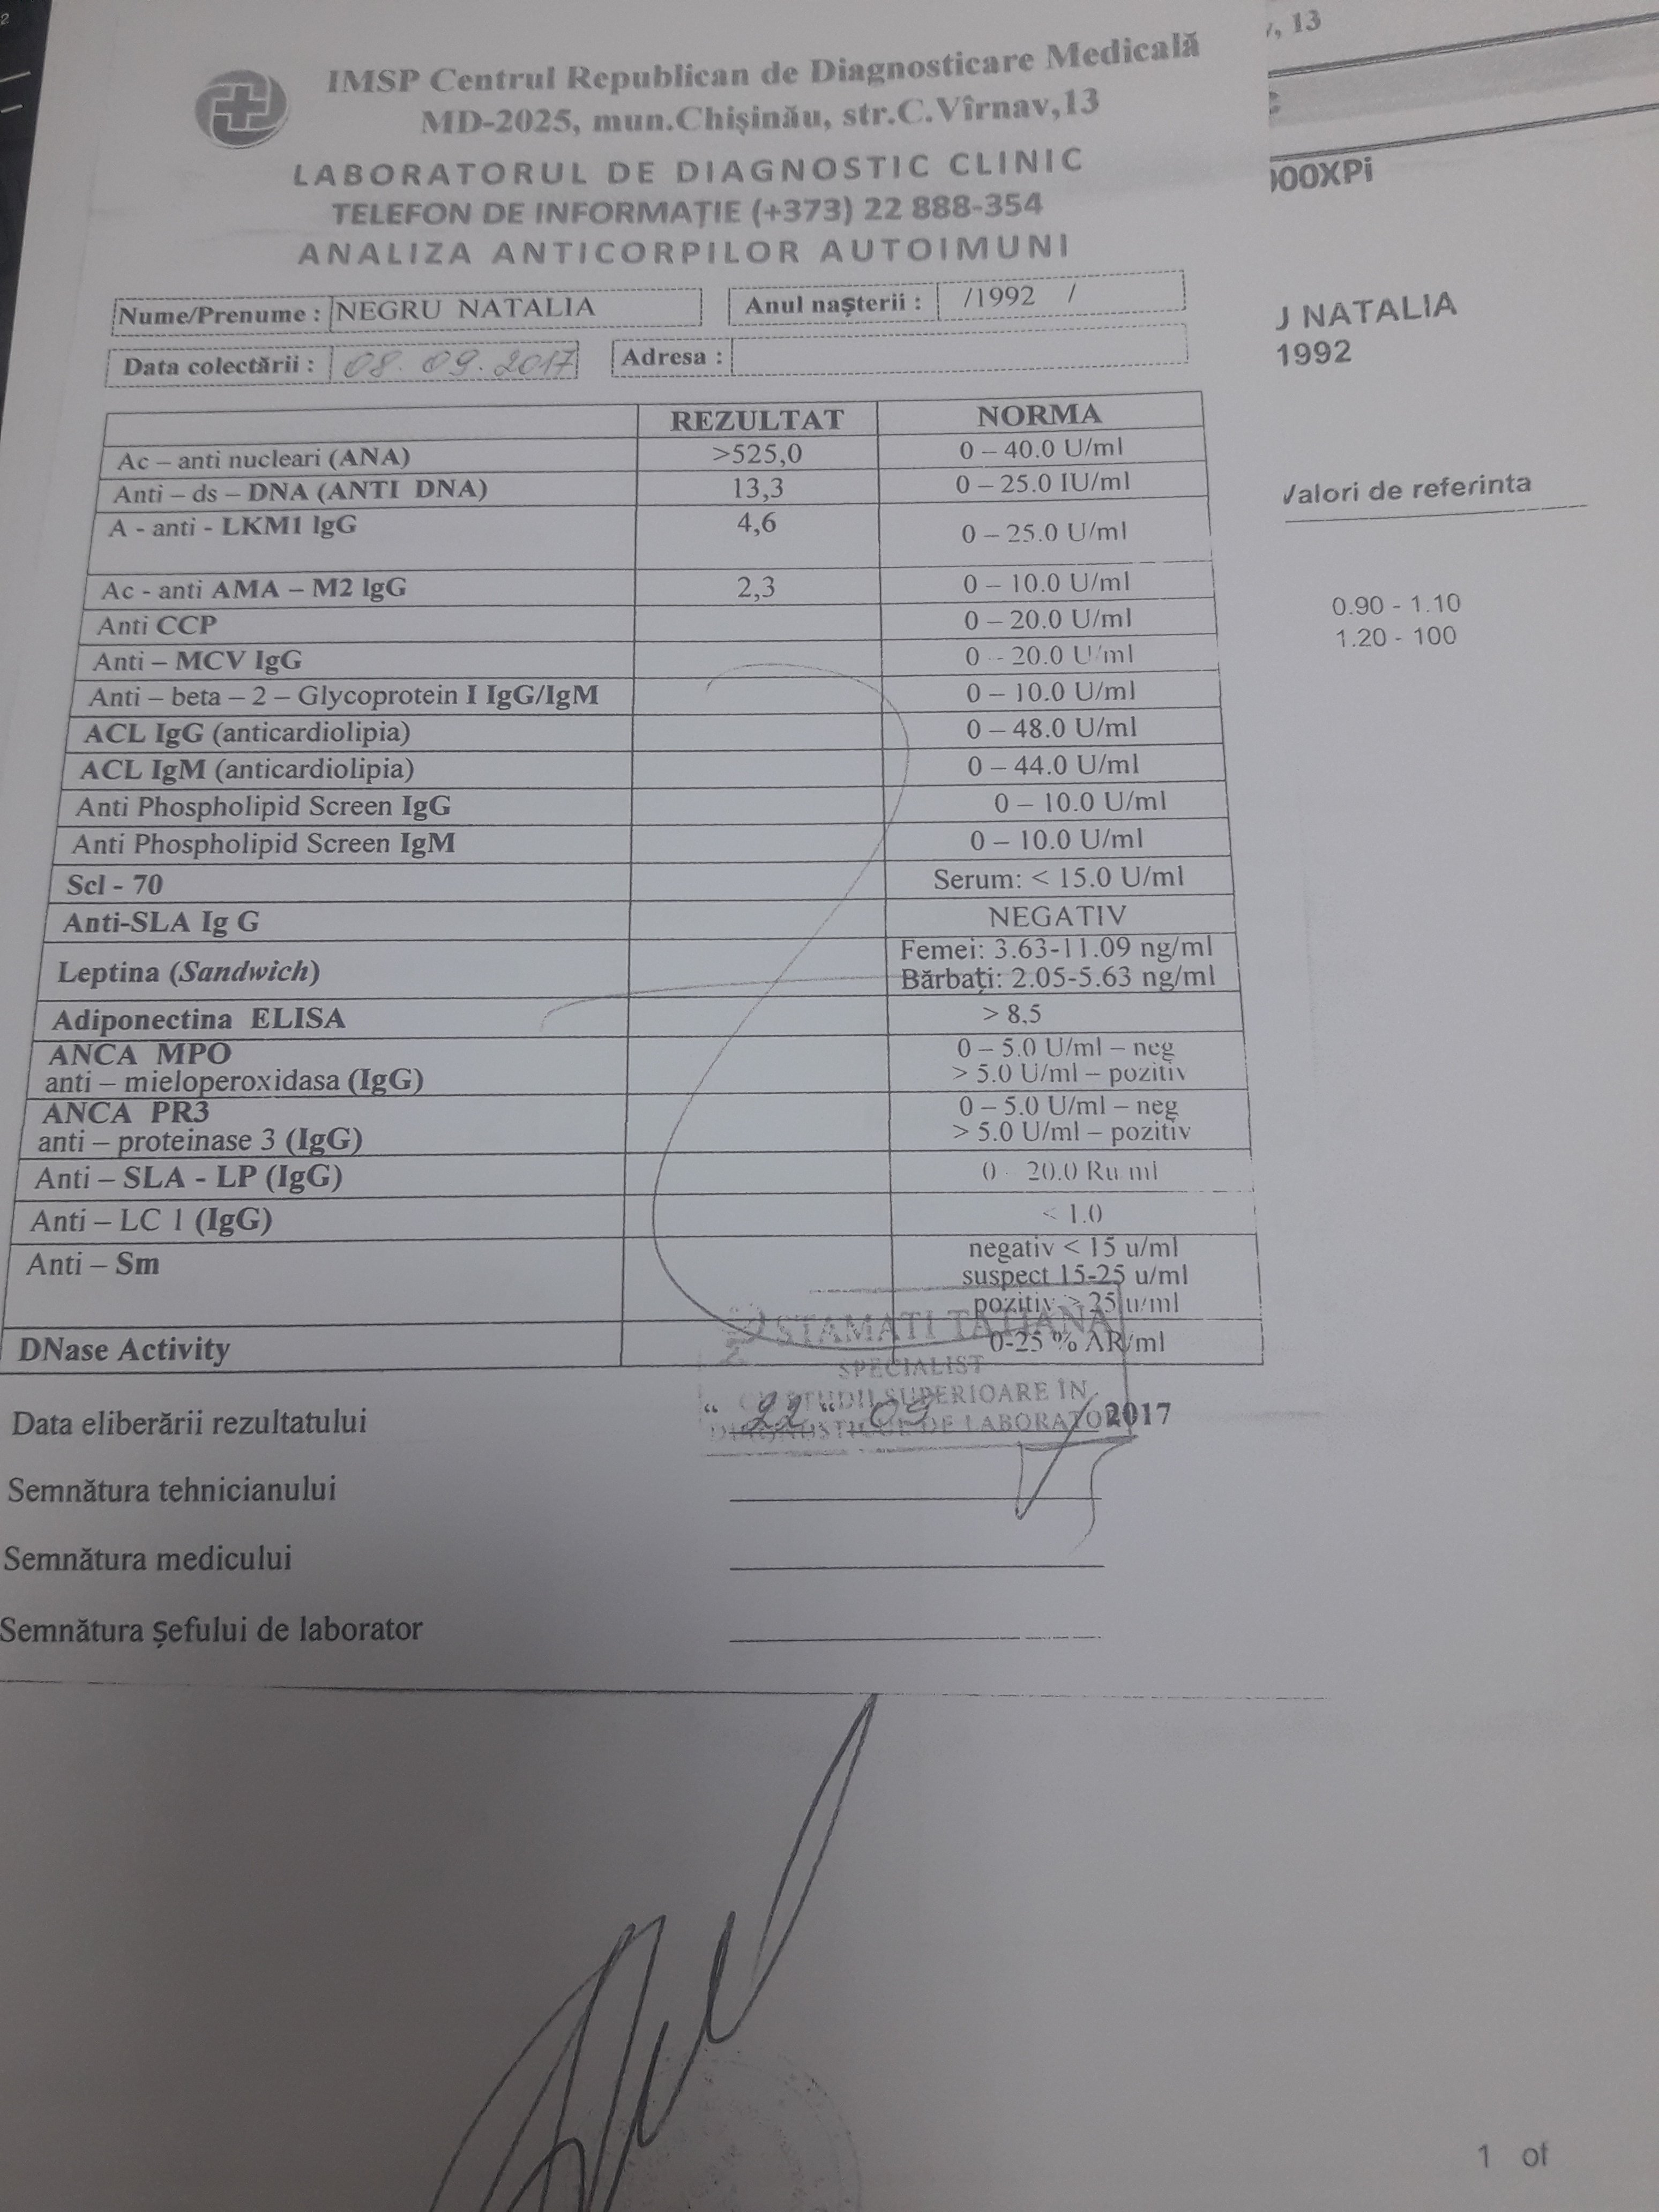 IMSP Centrul Republican de Diagnosticare Medicală
MD-2025, mun.Chişinău, str.C.Vîrnav,13
LABORATORUL DE DIAGNOSTIC CLINIC
TELEFON DE INFORMAŢIE (+373) 22 888-354
ANALIZA ANTICORPILOR AUTOIMUNI
Nume/Prenume : NEGRU NATALIA Anul naşterii : /1992 /
Data colectării : 08. 09. 2017 Adresa :
REZULTAT NORMA
Ac – anti nucleari (ANA) >525,0 0 – 40.0 U/ml
Anti – ds – DNA (ANTI DNA) 13,3 0 – 25.0 IU/ml
A - anti - LKM1 IgG 4,6 0 – 25.0 U/ml
Ac - anti AMA – M2 IgG 2,3 0 – 10.0 U/ml
Anti CCP 0 – 20.0 U/ml
Anti – MCV IgG 0 – 20.0 U/ml
Anti – beta – 2 – Glycoprotein I IgG/IgM 0 – 10.0 U/ml
ACL IgG (anticardiolipia) 0 – 48.0 U/ml
ACL IgM (anticardiolipia) 0 – 44.0 U/ml
Anti Phospholipid Screen IgG 0 – 10.0 U/ml
Anti Phospholipid Screen IgM 0 – 10.0 U/ml
Scl - 70 Serum: < 15.0 U/ml
Anti-SLA Ig G NEGATIV
Leptina (Sandwich) Femei: 3.63-11.09 ng/ml
Bărbaţi: 2.05-5.63 ng/ml
Adiponectina ELISA > 8,5
ANCA MPO 0 – 5.0 U/ml – neg
anti – mieloperoxidasa (IgG) > 5.0 U/ml – pozitiv
ANCA PR3 0 – 5.0 U/ml – neg
anti – proteinase 3 (IgG) > 5.0 U/ml – pozitiv
Anti – SLA - LP (IgG) 0 - 20.0 Ru ml
Anti – LC 1 (IgG) < 1.0
Anti – Sm negativ < 15 u/ml
suspect 15-25 u/ml
pozitiv > 25 u/ml
DNase Activity 0-25 % AR/ml
STAMATI TATIANA
SPECIALIST
STUDII SUPERIOARE ÎN
DIAGNOSTICUL DE LABORATOR
Data eliberării rezultatului “ 22 “ 09 2017
Semnătura tehnicianului
Semnătura medicului
Semnătura şefului de laborator
, 13
000XPi
J NATALIA
1992
Valori de referinta
0.90 - 1.10
1.20 - 100
1 of